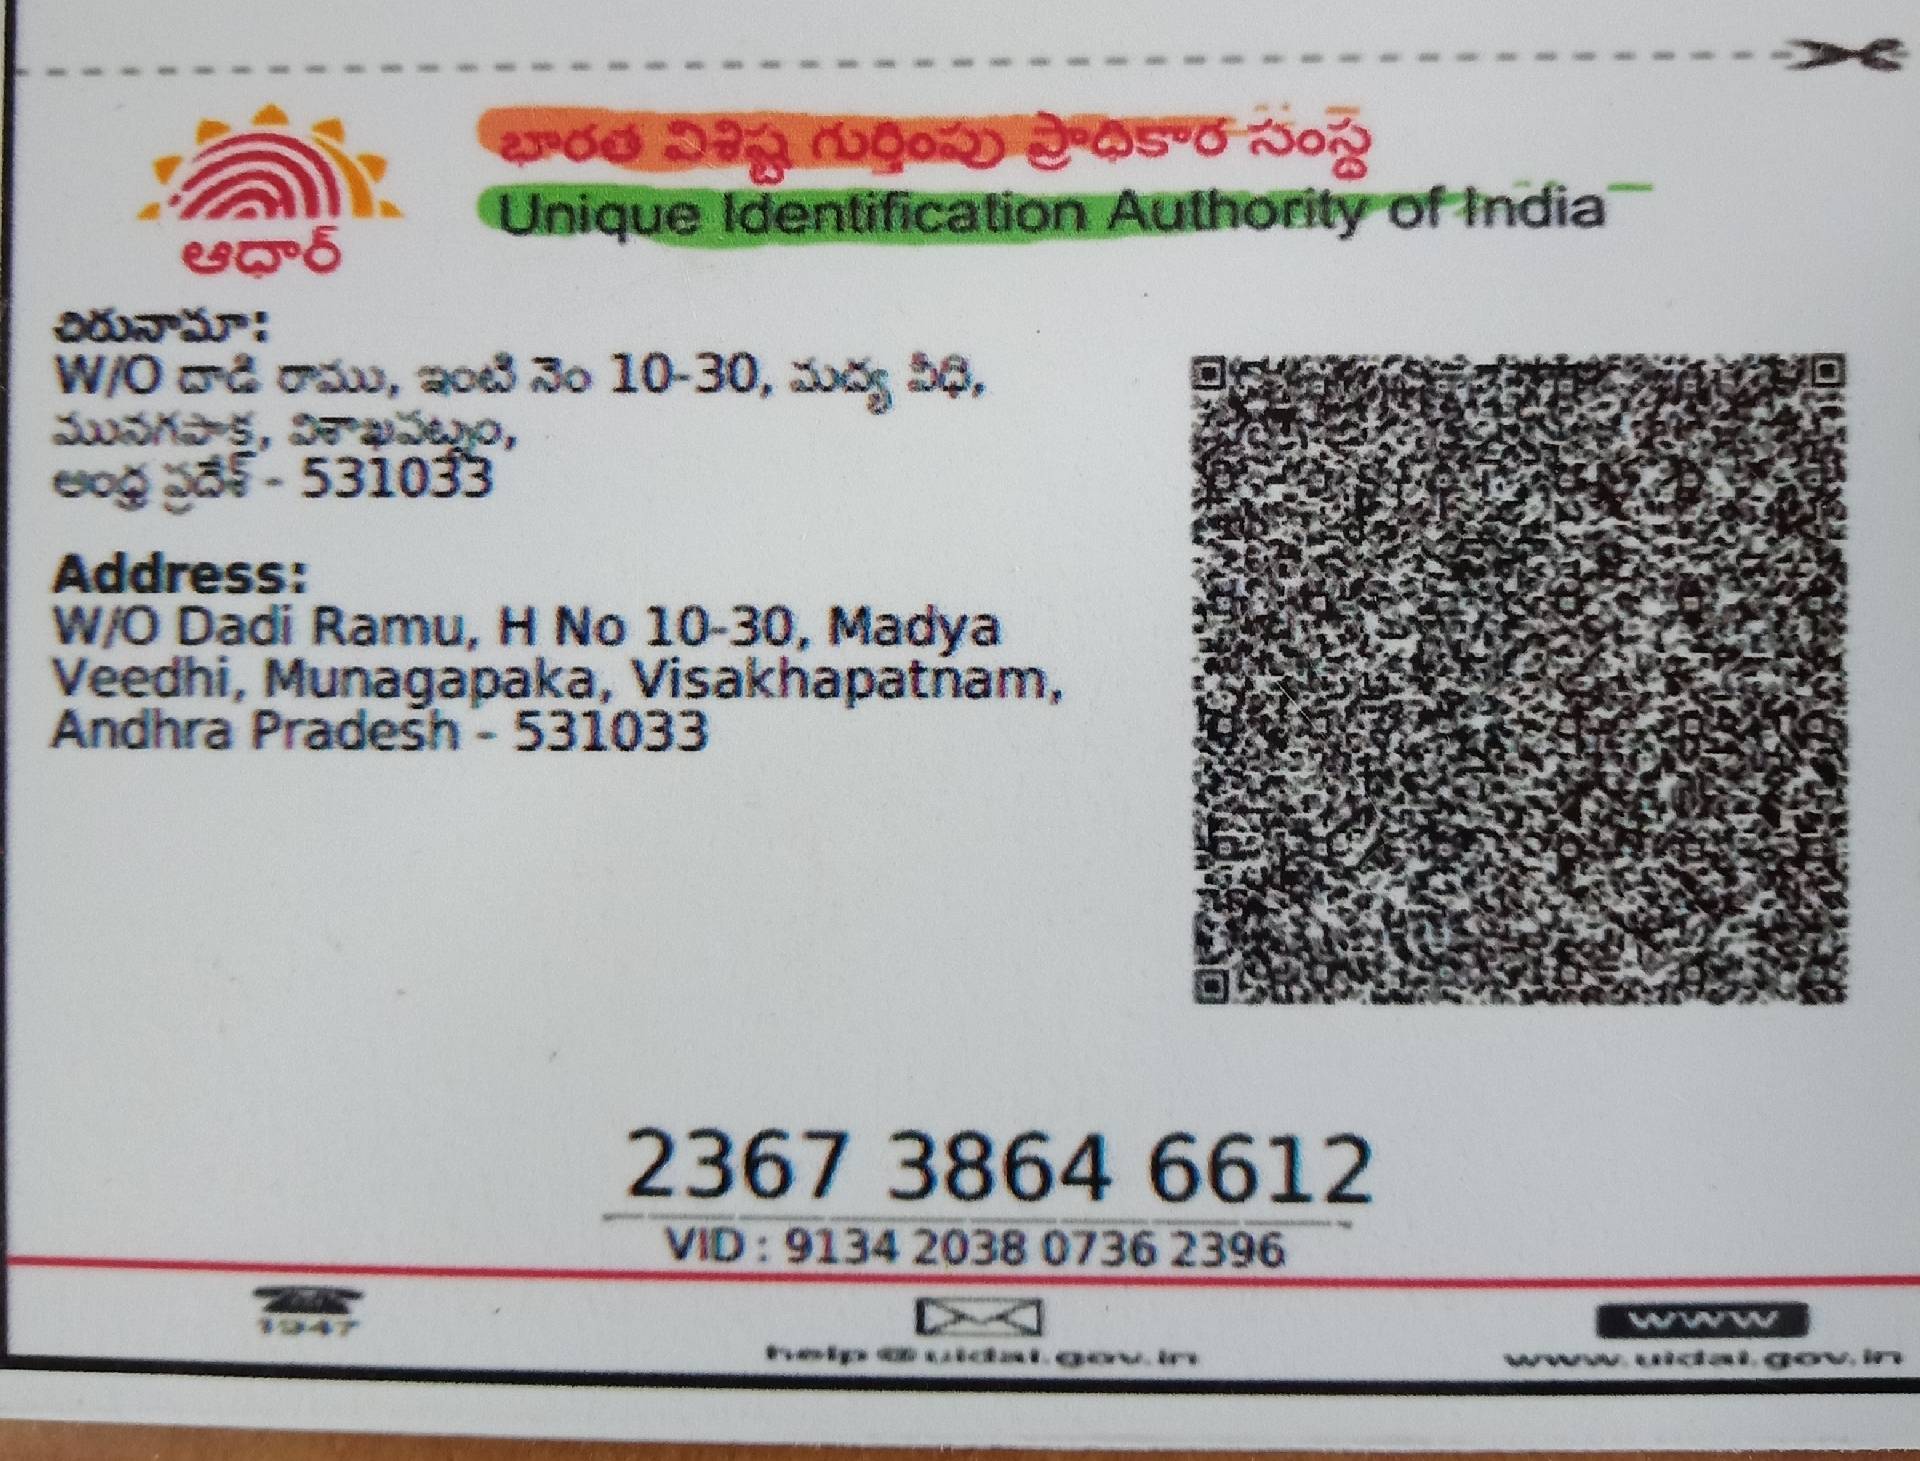 భారత విశిష్ట గుర్తింపు ప్రాధికార సంస్థ
Unique Identification Authority of India
ఆధార్
చిరునామా:
W/O దాడి రాము, ఇంటి నెం 10-30, మద్య వీధి,
మునగపాక, విశాఖపట్నం,
ఆంధ్ర ప్రదేశ్ - 531033
Address:
W/O Dadi Ramu, H No 10-30, Madya
Veedhi, Munagapaka, Visakhapatnam,
Andhra Pradesh - 531033
2367 3864 6612
VID : 9134 2038 0736 2396
1947
help@uidai.gov.in
www
www.uidai.gov.in